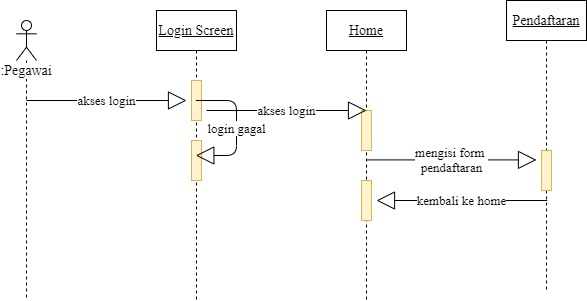 Pendaftaran
Login Screen
Home
:Pegawai
akses login
akses login
login gagal
mengisi form
pendaftaran
kembali ke home